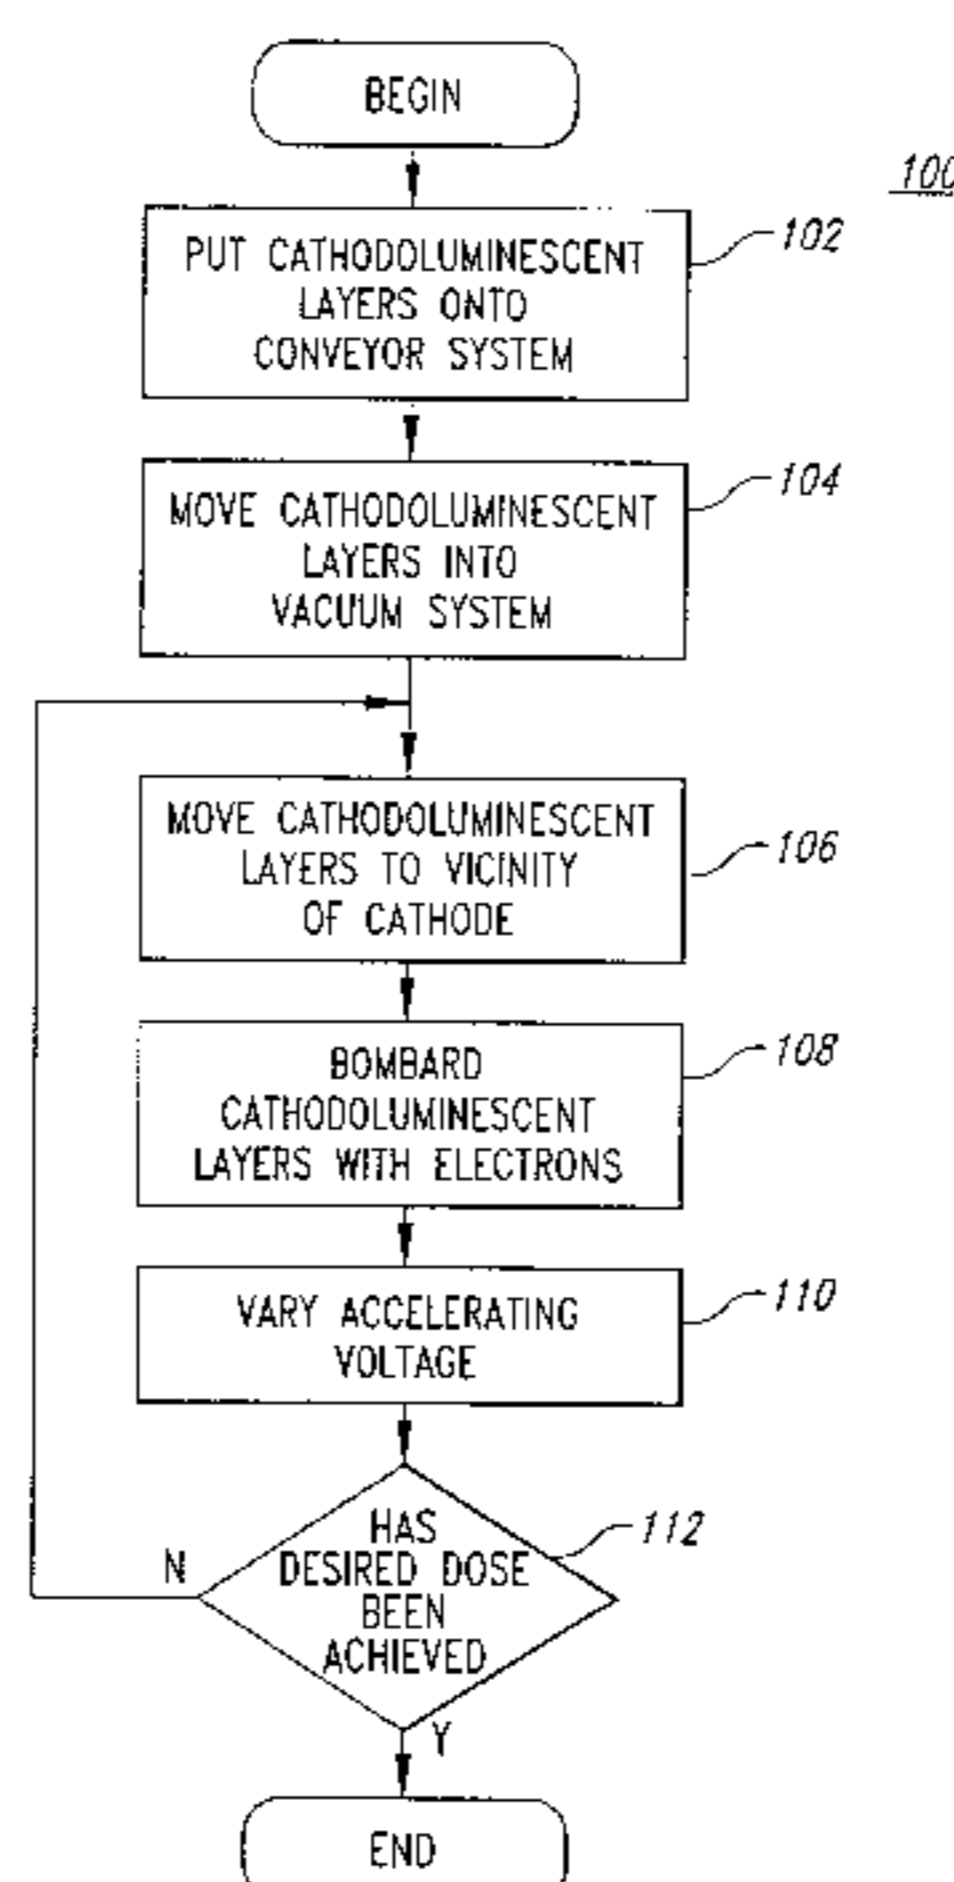 BEGIN
100
PUT CATHODOLUMINESCENT
LAYERS ONTO
CONVEYOR SYSTEM
102
MOVE CATHODOLUMINESCENT
LAYERS INTO
VACUUM SYSTEM
104
MOVE CATHODOLUMINESCENT
LAYERS TO VICINITY
OF CATHODE
106
BOMBARD
CATHODOLUMINESCENT
LAYERS WITH ELECTRONS
108
VARY ACCELERATING
VOLTAGE
110
HAS
DESIRED DOSE
BEEN
ACHIEVED
112
N
Y
END